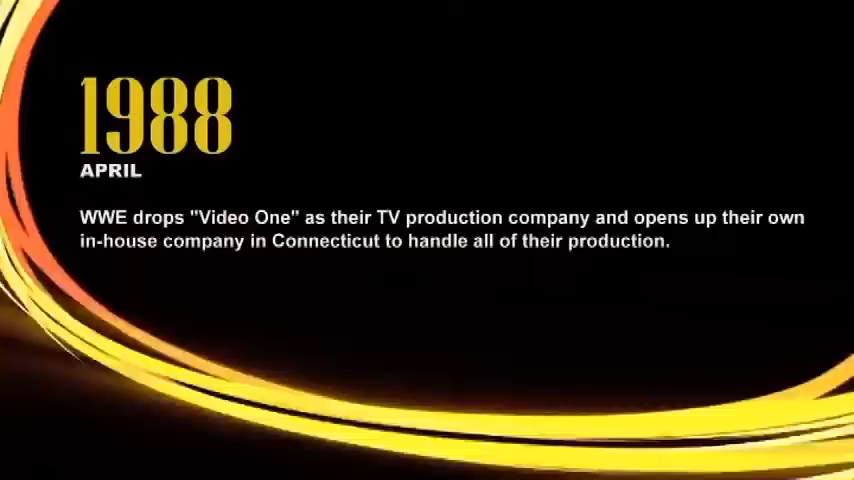 1988
APRIL
WWE drops "Video One" as their TV production company and opens up their own
in-house company in Connecticut to handle all of their production.